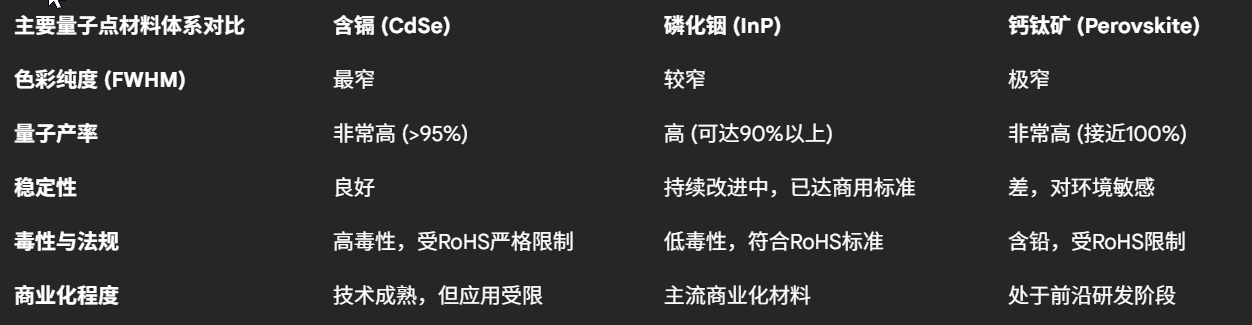 主要量子点材料体系对比 含镉 (CdSe) 磷化铟 (InP) 钙钛矿 (Perovskite)
色彩纯度 (FWHM) 最窄 较窄 极窄
量子产率 非常高 (>95%) 高 (可达90%以上) 非常高 (接近100%)
稳定性 良好 持续改进中，已达商用标准 差，对环境敏感
毒性与法规 高毒性，受RoHS严格限制 低毒性，符合RoHS标准 含铅，受RoHS限制
商业化程度 技术成熟，但应用受限 主流商业化材料 处于前沿研发阶段